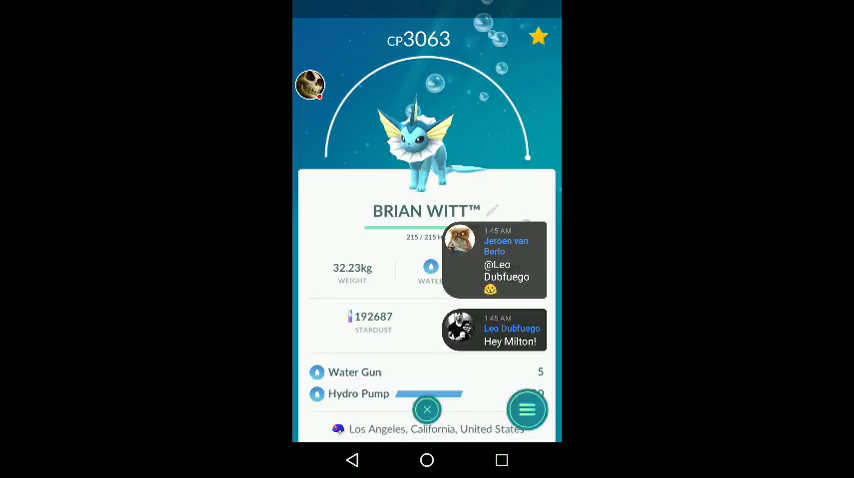 CP3063
BRIAN WITT™
215 / 215
1:45 AM
Jeroen van
Berlo
@Leo
Dubfuego
32.23kg
WEIGHT
WATER
192687
STARDUST
1:45 AM
Leo Dubfuego
Hey Milton!
Water Gun
5
Hydro Pump
Los Angeles, California, United States